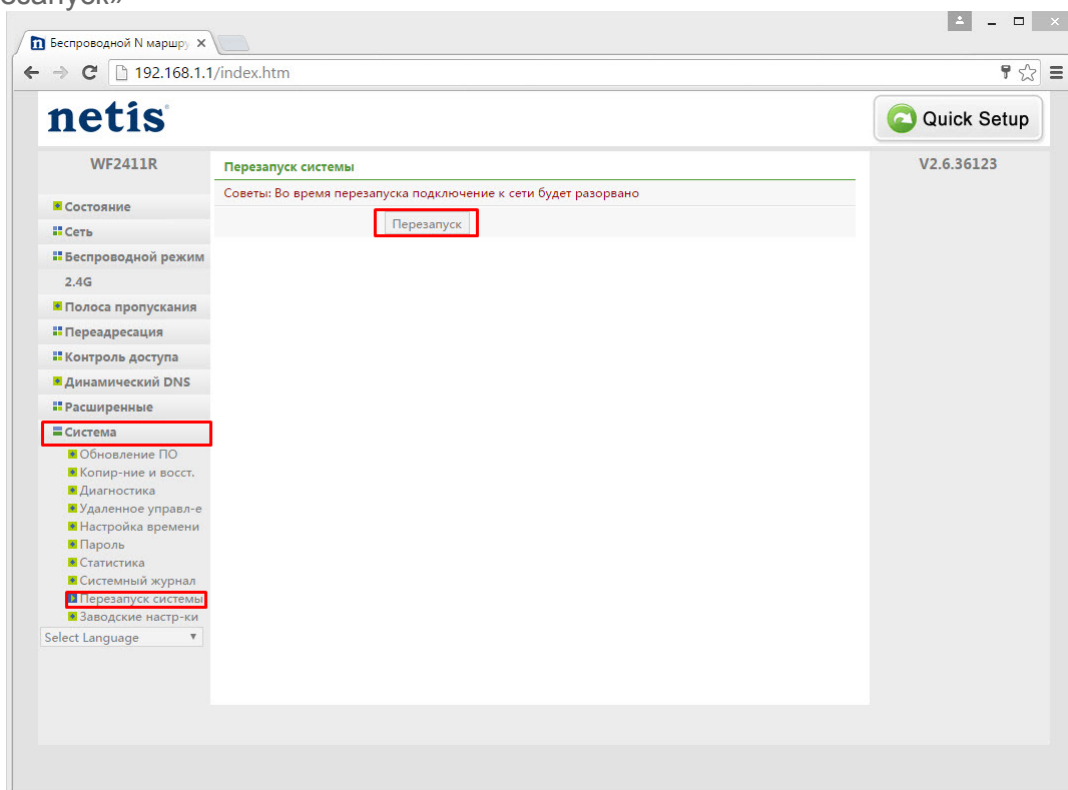 езапуск»
Беспроводной N маршру
192.168.1.1/index.htm
netis
Quick Setup
WF2411R
Перезапуск системы
V2.6.36123
Советы: Во время перезапуска подключение к сети будет разорвано
Перезапуск
Состояние
Сеть
Беспроводной режим
2.4G
Полоса пропускания
Переадресация
Контроль доступа
Динамический DNS
Расширенные
Система
Обновление ПО
Копир-ние и восст.
Диагностика
Удаленное управл-е
Настройка времени
Пароль
Статистика
Системный журнал
Перезапуск системы
Заводские настр-ки
Select Language